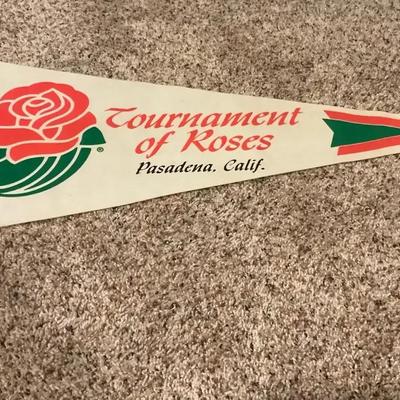 Tournament
of Roses
Pasadena, Calif.
®